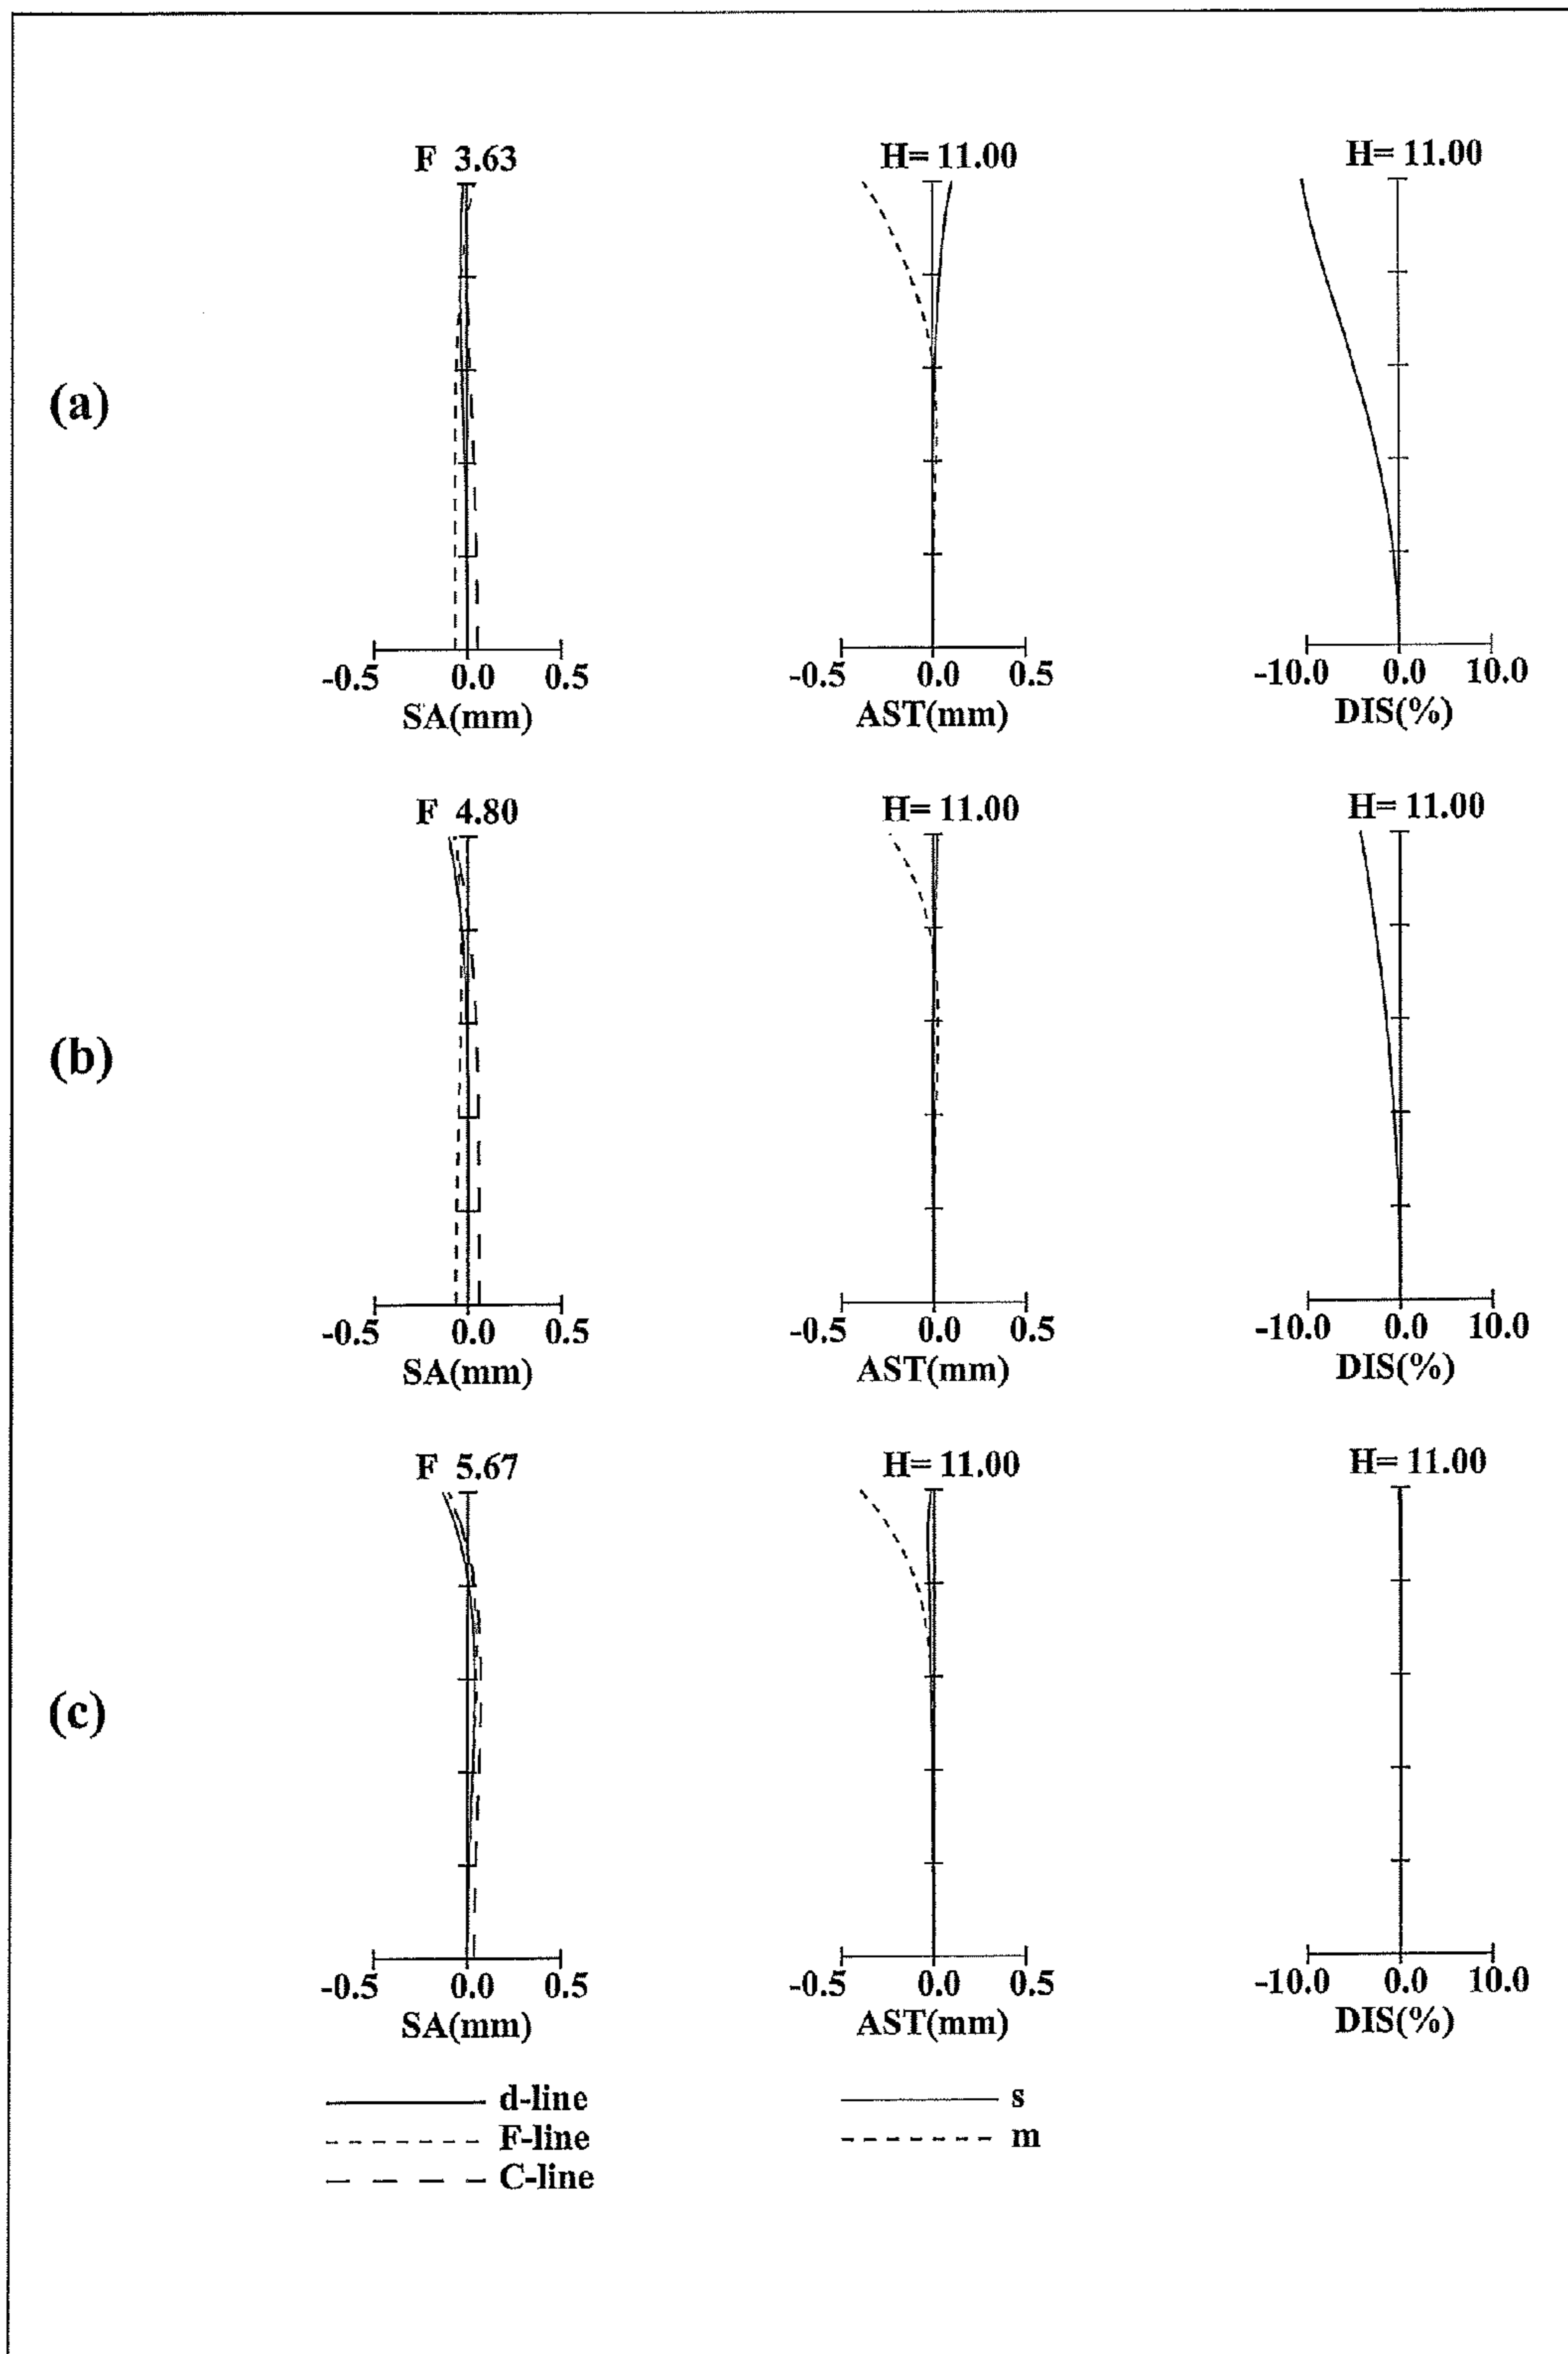 F 3.63 H= 11.00 H= 11.00
(a)
-0.5 0.0 0.5 -0.5 0.0 0.5 -10.0 0.0 10.0
SA(mm) AST(mm) DIS(%)
F 4.80 H= 11.00 H= 11.00
(b)
-0.5 0.0 0.5 -0.5 0.0 0.5 -10.0 0.0 10.0
SA(mm) AST(mm) DIS(%)
F 5.67 H= 11.00 H= 11.00
(c)
-0.5 0.0 0.5 -0.5 0.0 0.5 -10.0 0.0 10.0
SA(mm) AST(mm) DIS(%)
d-line s
F-line m
C-line